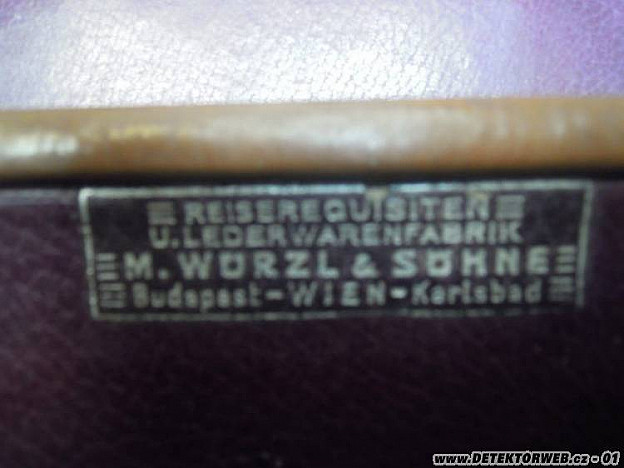 REISEREQUISITEN
U. LEDERWARENFABRIK
M. WÜRZL & SÖHNE
Budapest - WIEN - Karlsbad
www.DETEKTORWEB.cz - 01